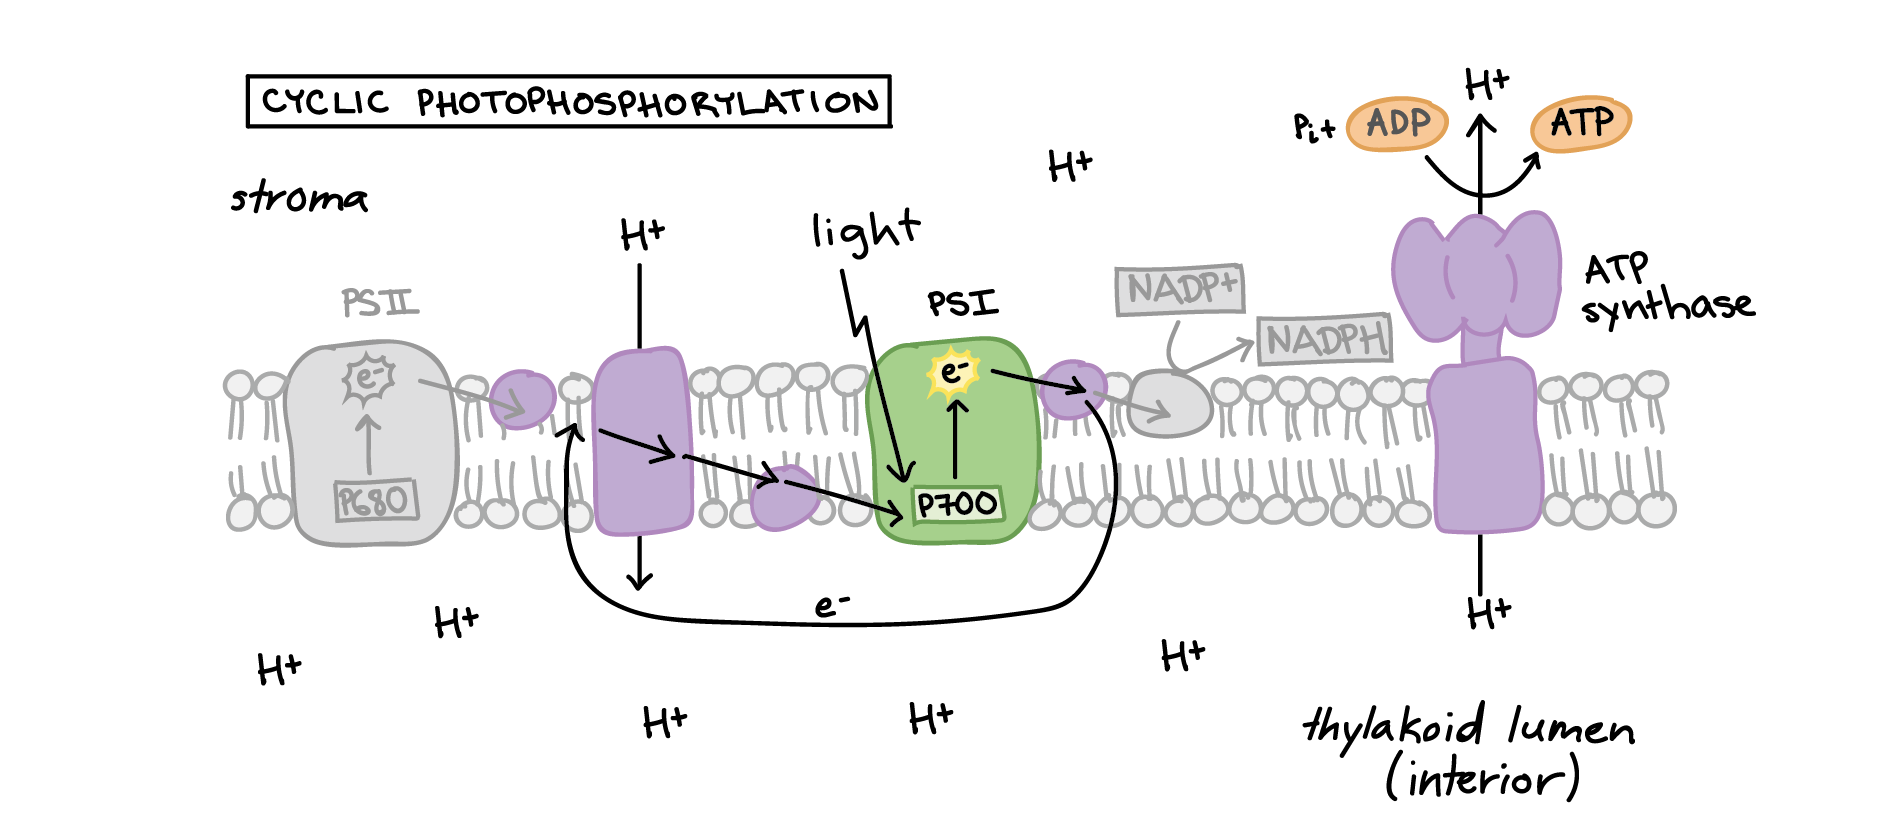 CYCLIC PHOTOPHOSPHORYLATION
stroma
H+
light
H+
Pi+ ADP
H+
ATP
PSII
PSI
NADP+
NADPH
ATP
synthase
e-
e-
P680
P700
e-
H+
H+
H+
H+
H+
H+
thylakoid lumen
(interior)